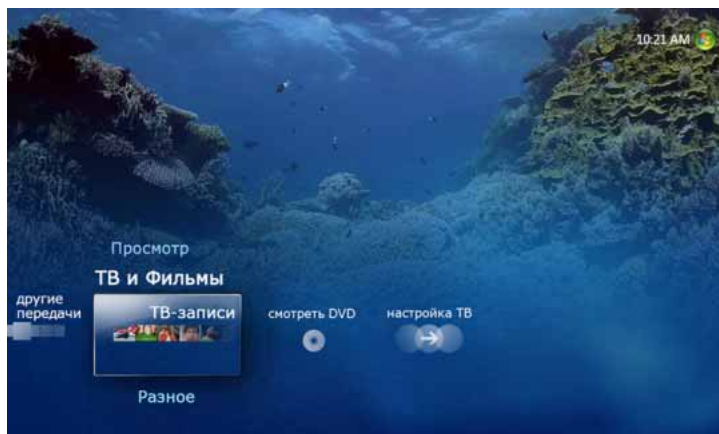 10:21 AM
Просмотр
ТВ и Фильмы
другие
передачи
ТВ-записи
смотреть DVD
настройка ТВ
Разное